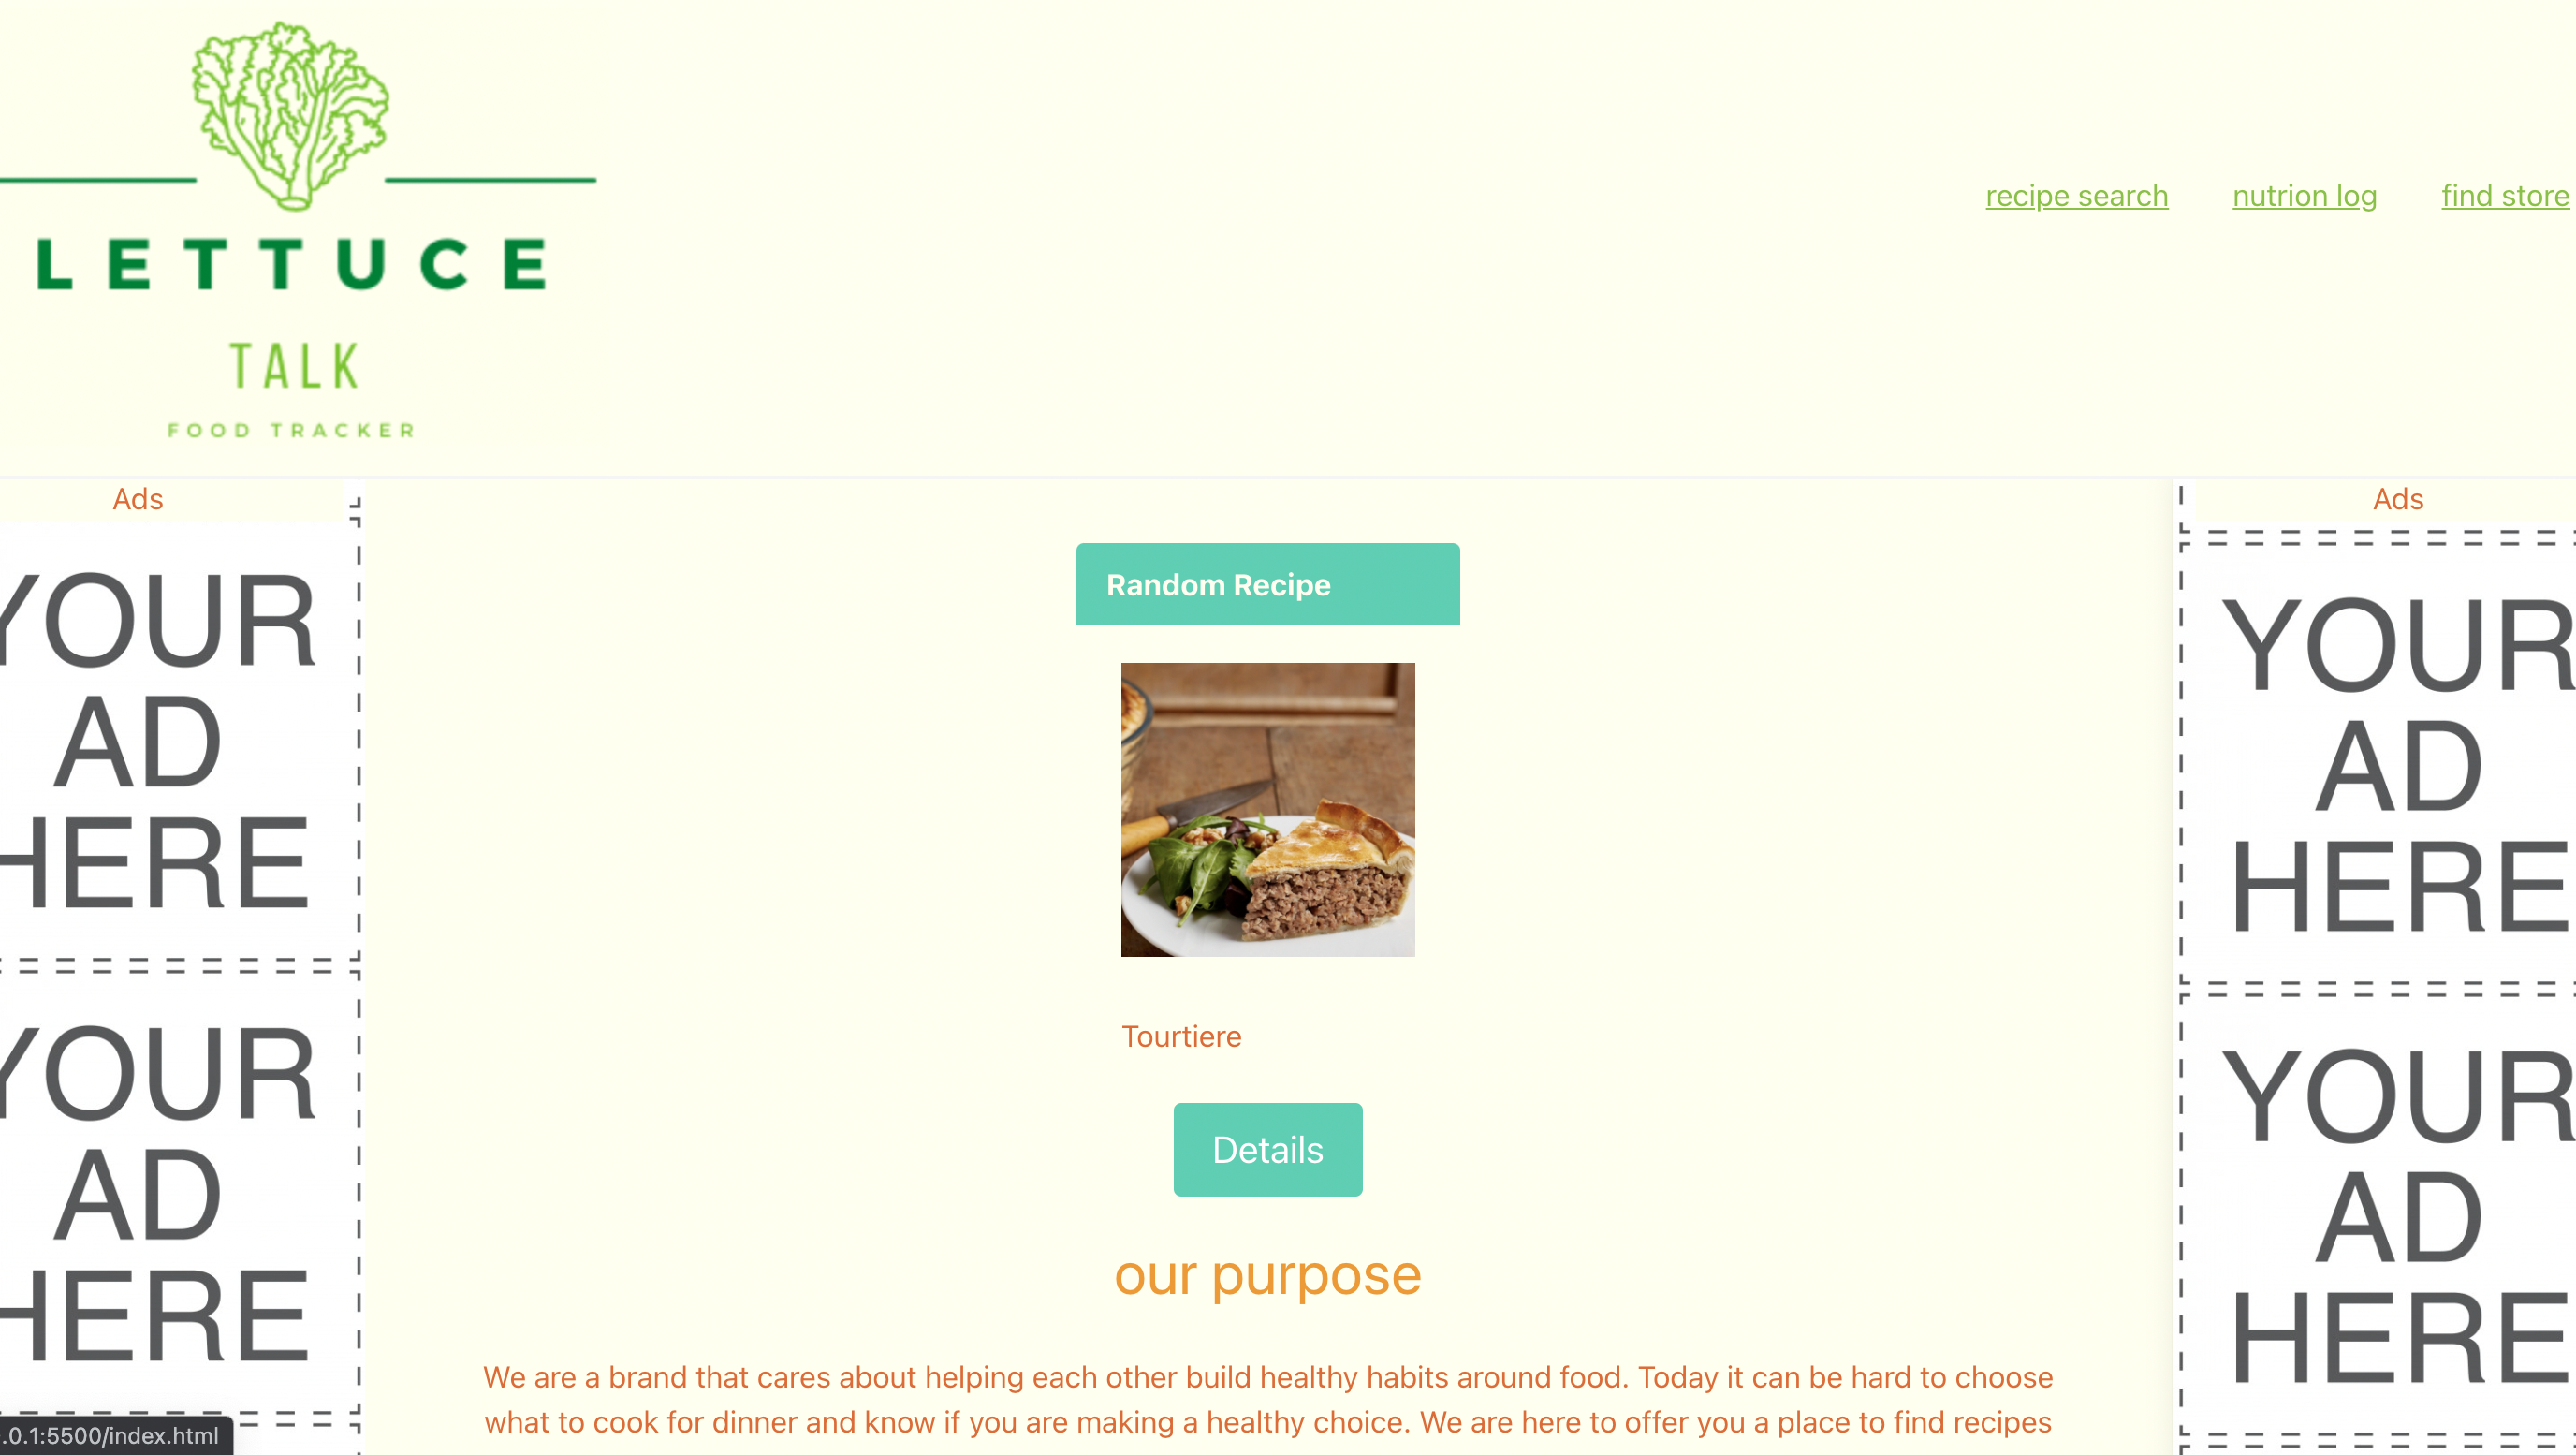 LETTUCE
TALK
FOOD TRACKER
recipe search nutrion log find store
Ads
YOUR
AD
HERE
YOUR
AD
HERE
Random Recipe
Tourtiere
Details
our purpose
We are a brand that cares about helping each other build healthy habits around food. Today it can be hard to choose
what to cook for dinner and know if you are making a healthy choice. We are here to offer you a place to find recipes
Ads
YOUR
AD
HERE
YOUR
AD
HERE
.0.1:5500/index.html